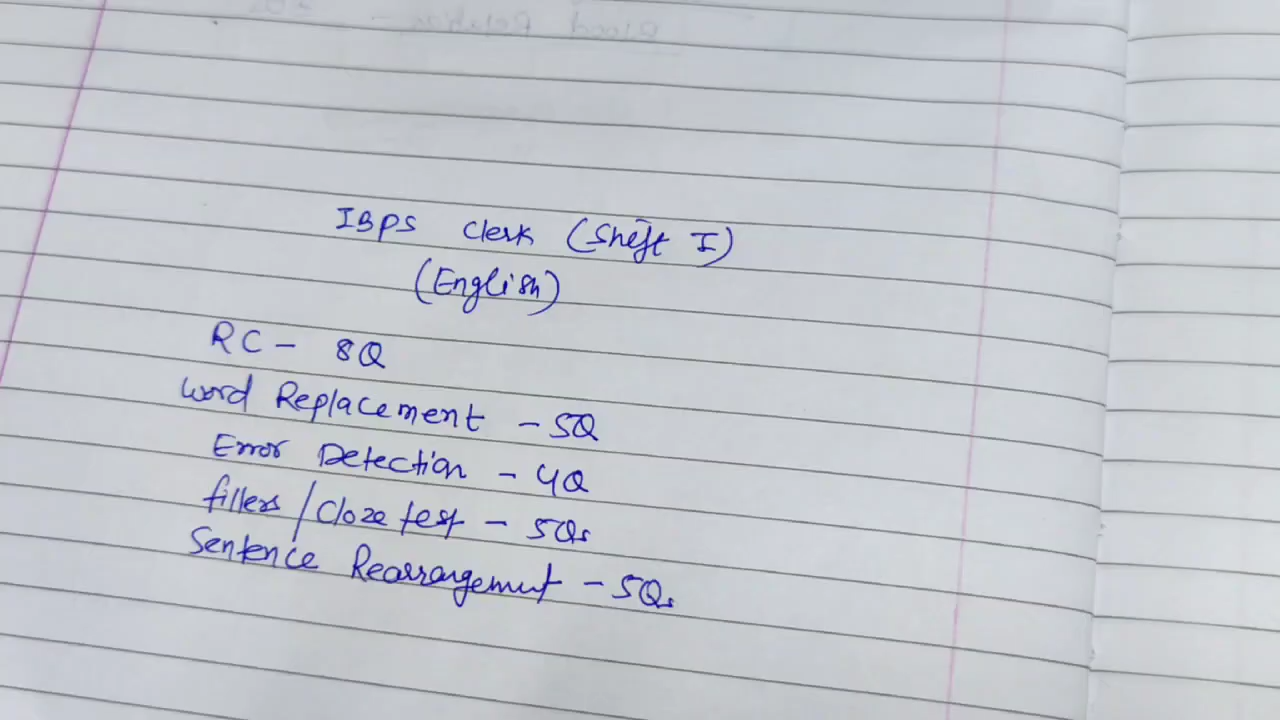 IBPS Clerk (Shift I)
(English)
RC - 8Q
Word Replacement - 5Q
Error Detection - 4Q
fillers / Cloze test - 5Qs
Sentence Rearrangement - 5Qs